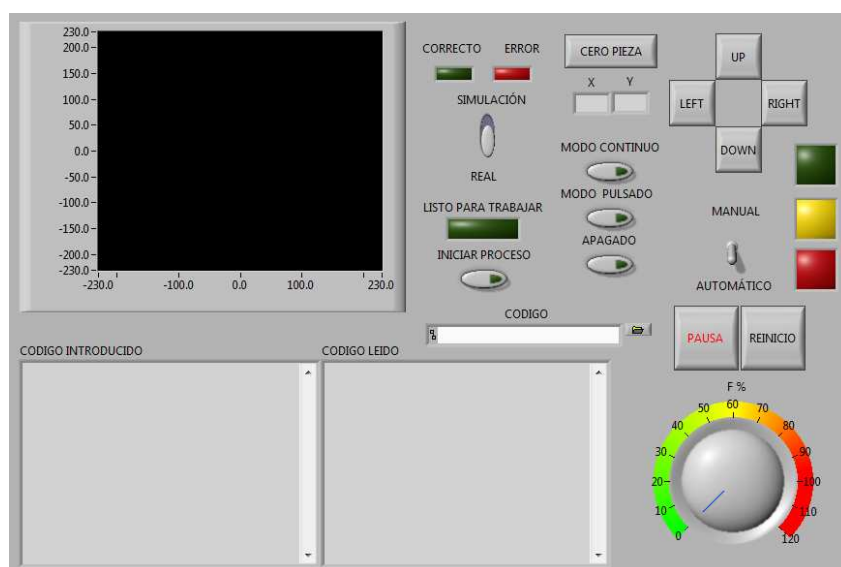 230.0
200.0
150.0
100.0
50.0
0.0
-50.0
-100.0
-150.0
-200.0
-230.0
-230.0 -100.0 0.0 100.0 230.0
CORRECTO ERROR
SIMULACIÓN
REAL
LISTO PARA TRABAJAR
INICIAR PROCESO
CERO PIEZA
X Y
MODO CONTINUO
MODO PULSADO
APAGADO
UP
LEFT RIGHT
DOWN
MANUAL
AUTOMÁTICO
CODIGO
PAUSA REINICIO
CODIGO INTRODUCIDO CODIGO LEIDO
F %
0
10
20
30
40
50
60
70
80
90
100
110
120